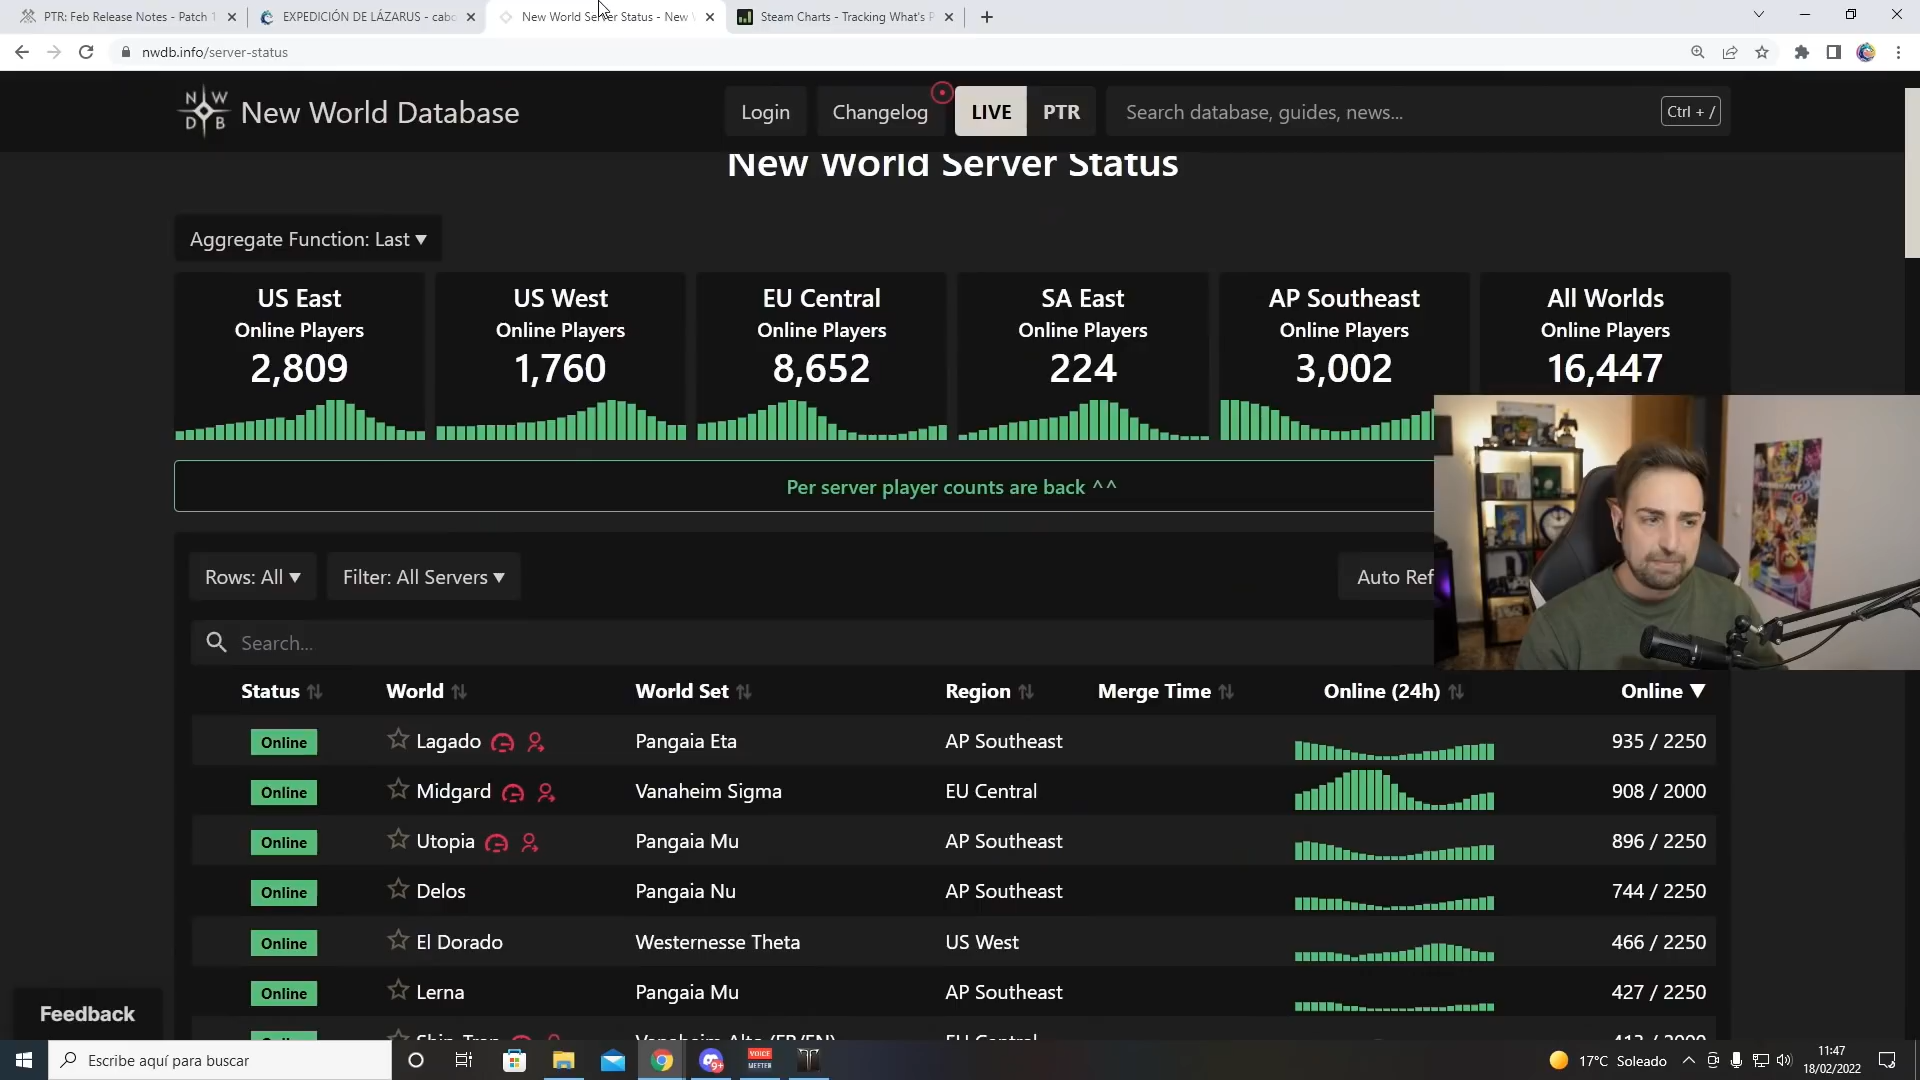 PTR: Feb Release Notes - Patch 1
EXPEDICIÓN DE LÁZARUS - cabo
New World Server Status - New W
Steam Charts - Tracking What's P
nwdb.info/server-status
N W D B
New World Database
Login
Changelog
LIVE
PTR
Search database, guides, news...
Ctrl + /
New World Server Status
Aggregate Function: Last ▼
US East
Online Players
2,809
US West
Online Players
1,760
EU Central
Online Players
8,652
SA East
Online Players
224
AP Southeast
Online Players
3,002
All Worlds
Online Players
16,447
Per server player counts are back ^^
Rows: All ▼
Filter: All Servers ▼
Auto Ref
Search...
Status World World Set Region Merge Time Online (24h) Online ▼
Online Lagado Pangaia Eta AP Southeast 935 / 2250
Online Midgard Vanaheim Sigma EU Central 908 / 2000
Online Utopia Pangaia Mu AP Southeast 896 / 2250
Online Delos Pangaia Nu AP Southeast 744 / 2250
Online El Dorado Westernesse Theta US West 466 / 2250
Online Lerna Pangaia Mu AP Southeast 427 / 2250
Feedback
Escribe aquí para buscar
9+
VOICE
MEETER
17°C Soleado
11:47
18/02/2022